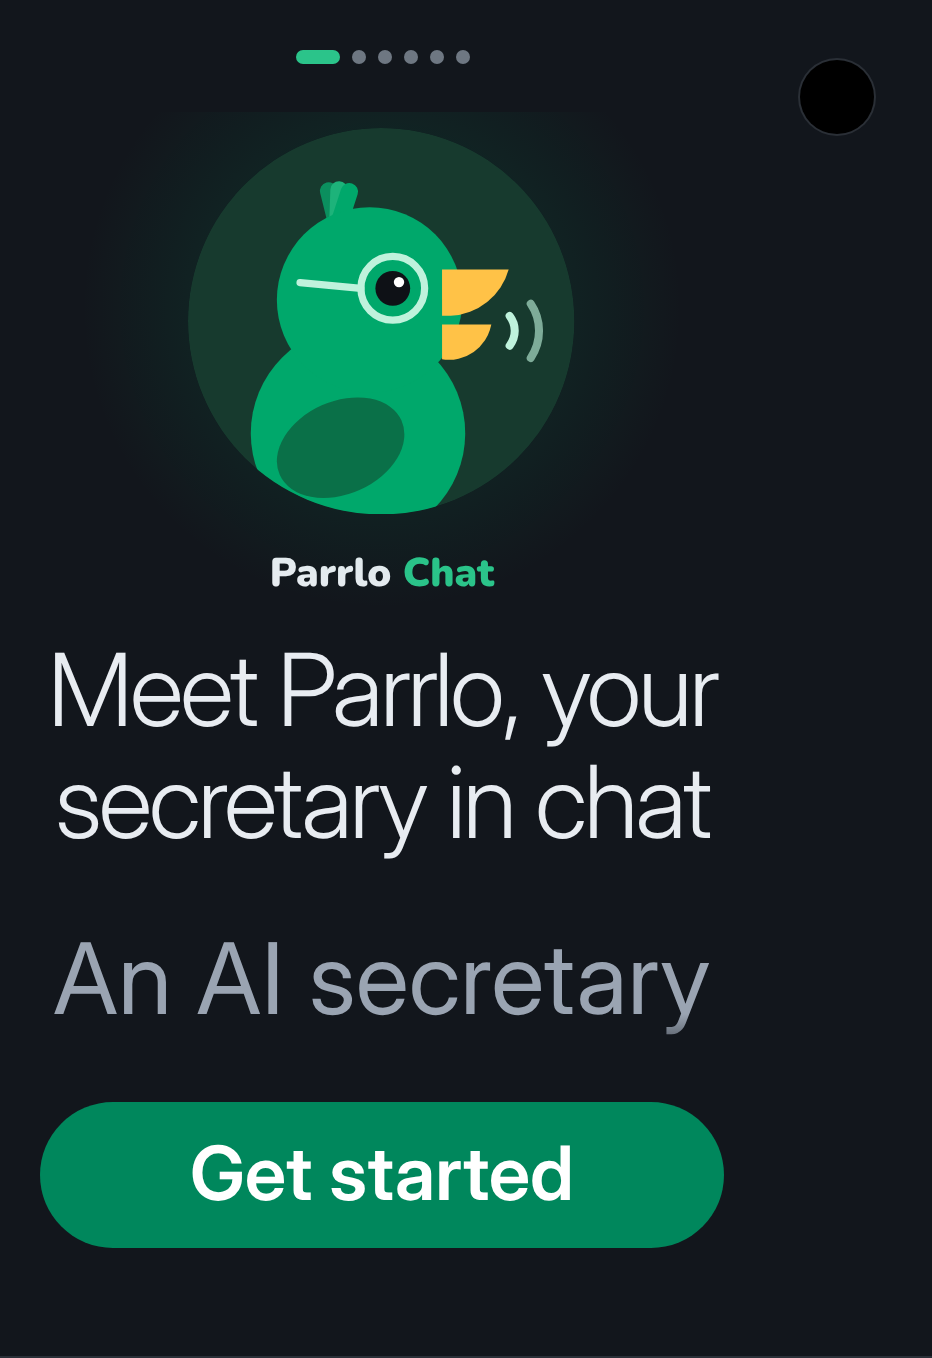 Parrlo Chat
Meet Parrlo, your
secretary in chat
An AI secretary
Get started